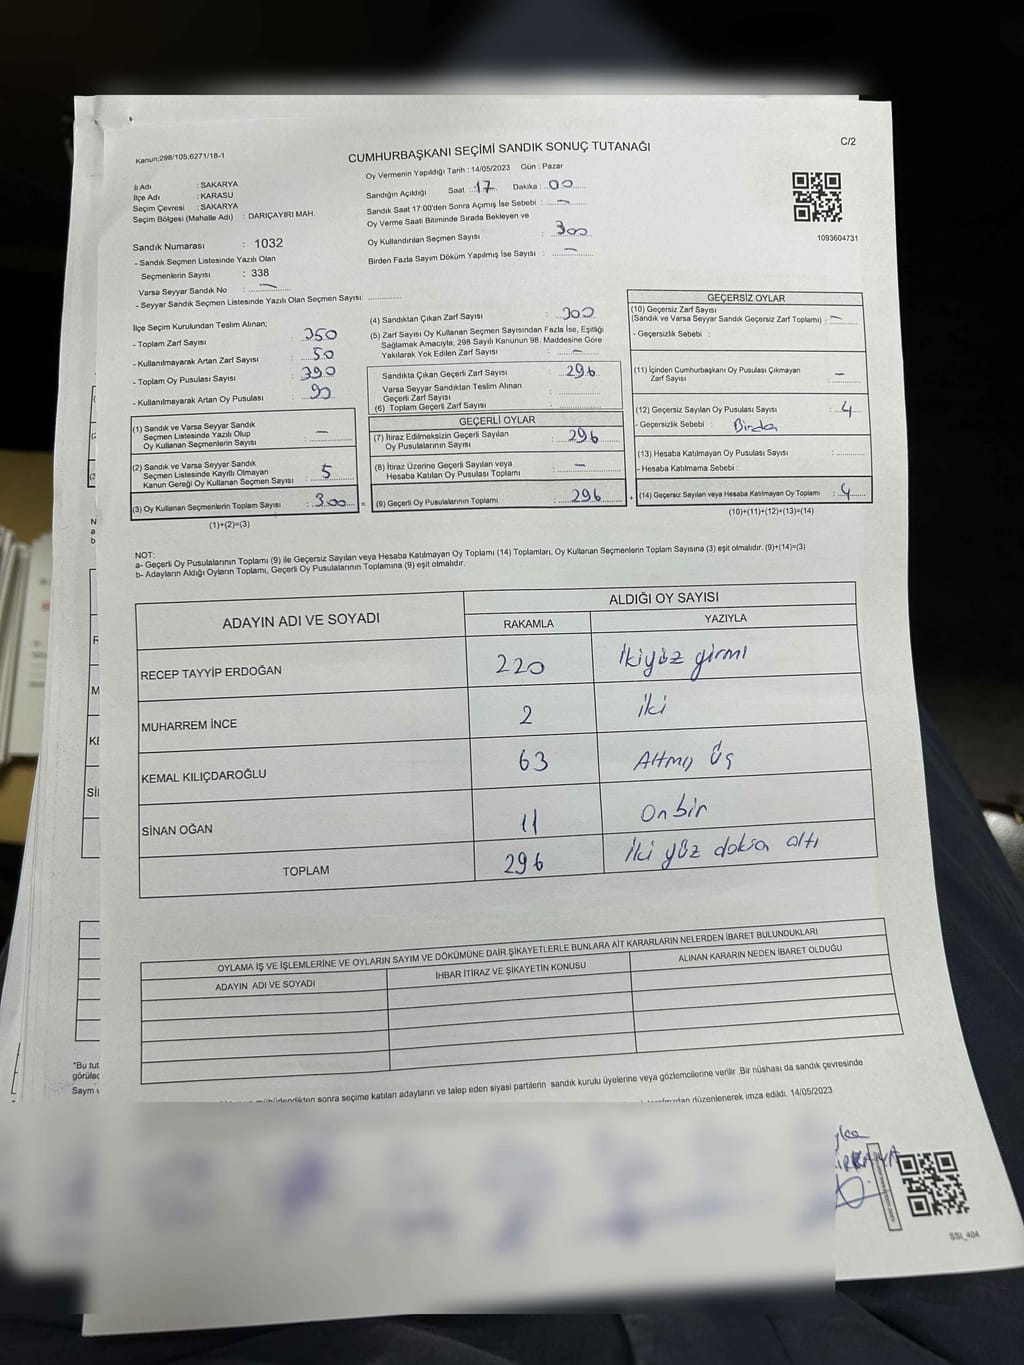 Kanun;298/105;6271/18-1
CUMHURBAŞKANI SEÇİMİ SANDIK SONUÇ TUTANAĞI
C/2
Oy Vermenin Yapıldığı Tarih : 14/05/2023 Gün : Pazar
İl Adı : SAKARYA
İlçe Adı : KARASU
Seçim Çevresi : SAKARYA
Seçim Bölgesi (Mahalle Adı) : DARIÇAYIRI MAH.
Sandığın Açıldığı Saat : 17 Dakika : 00
Sandık Saat 17:00'den Sonra Açımış İse Sebebi : —
Oy Verme Saati Bitiminde Sırada Bekleyen ve
Oy Kullandırılan Seçmen Sayısı : 300
Birden Fazla Sayım Döküm Yapılmış İse Sayısı : —
1093604731
Sandık Numarası : 1032
- Sandık Seçmen Listesinde Yazılı Olan
Seçmenlerin Sayısı : 338
Varsa Seyyar Sandık No : —
- Seyyar Sandık Seçmen Listesinde Yazılı Olan Seçmen Sayısı:
İlçe Seçim Kurulundan Teslim Alınan;
- Toplam Zarf Sayısı : 350
- Kullanılmayarak Artan Zarf Sayısı : 50
- Toplam Oy Pusulası Sayısı : 390
- Kullanılmayarak Artan Oy Pusulası : 90
(1) Sandık ve Varsa Seyyar Sandık
Seçmen Listesinde Yazılı Olup
Oy Kullanan Seçmenlerin Sayısı : —
(2) Sandık ve Varsa Seyyar Sandık
Seçmen Listesinde Kayıtlı Olmayan
Kanun Gereği Oy Kullanan Seçmen Sayısı : 5
(3) Oy Kullanan Seçmenlerin Toplam Sayısı : 300 =
(1)+(2)=(3)
(4) Sandıktan Çıkan Zarf Sayısı : 300
(5) Zarf Sayısı Oy Kullanan Seçmen Sayısından Fazla İse, Eşitliği
Sağlamak Amacıyla; 298 Sayılı Kanunun 98. Maddesine Göre
Yakılarak Yok Edilen Zarf Sayısı : —
Sandıkta Çıkan Geçerli Zarf Sayısı : 296
Varsa Seyyar Sandıktan Teslim Alınan
Geçerli Zarf Sayısı :
(6) Toplam Geçerli Zarf Sayısı :
GEÇERLİ OYLAR
(7) İtiraz Edilmeksizin Geçerli Sayılan
Oy Pusulalarının Sayısı : 296
(8) İtiraz Üzerine Geçerli Sayılan veya
Hesaba Katılan Oy Pusulası Toplamı : —
(9) Geçerli Oy Pusulalarının Toplamı : 296 +
GEÇERSİZ OYLAR
(10) Geçersiz Zarf Sayısı
(Sandık ve Varsa Seyyar Sandık Geçersiz Zarf Toplamı) : —
- Geçersizlik Sebebi :
(11) İçinden Cumhurbaşkanı Oy Pusulası Çıkmayan
Zarf Sayısı : —
(12) Geçersiz Sayılan Oy Pusulası Sayısı : 4
- Geçersizlik Sebebi :
(13) Hesaba Katılmayan Oy Pusulası Sayısı :
- Hesaba Katılmama Sebebi :
(14) Geçersiz Sayılan veya Hesaba Katılmayan Oy Toplamı : 4
(10)+(11)+(12)+(13)=(14)
NOT:
a- Geçerli Oy Pusulalarının Toplamı (9) ile Geçersiz Sayılan veya Hesaba Katılmayan Oy Toplamı (14) Toplamları, Oy Kullanan Seçmenlerin Toplam Sayısına (3) eşit olmalıdır. (9)+(14)=(3)
b- Adayların Aldığı Oyların Toplamı, Geçerli Oy Pusulalarının Toplamına (9) eşit olmalıdır.
ADAYIN ADI VE SOYADI
ALDIĞI OY SAYISI
RAKAMLA YAZIYLA
RECEP TAYYİP ERDOĞAN 220 İkiyüz girmi
MUHARREM İNCE 2 iki
KEMAL KILIÇDAROĞLU 63 Altmış Üç
SİNAN OĞAN 11 On bir
TOPLAM 296 İki yüz doksan altı
OYLAMA İŞ VE İŞLEMLERİNE VE OYLARIN SAYIM VE DÖKÜMÜNE DAİR ŞİKAYETLERLE BUNLARA AİT KARARLARIN NELERDEN İBARET BULUNDUKLARI
ADAYIN ADI VE SOYADI İHBAR İTİRAZ VE ŞİKAYETİN KONUSU ALINAN KARARIN NEDEN İBARET OLDUĞU
"Bu tut
görülec
Sayım v
sonra seçime katılan adayların ve talep eden siyasi partilerin sandık kurulu üyelerine veya gözlemcilerine verilir .Bir nüshası da sandık çevresinde
düzenlenerek imza edildi. 14/05/2023
SSI_404